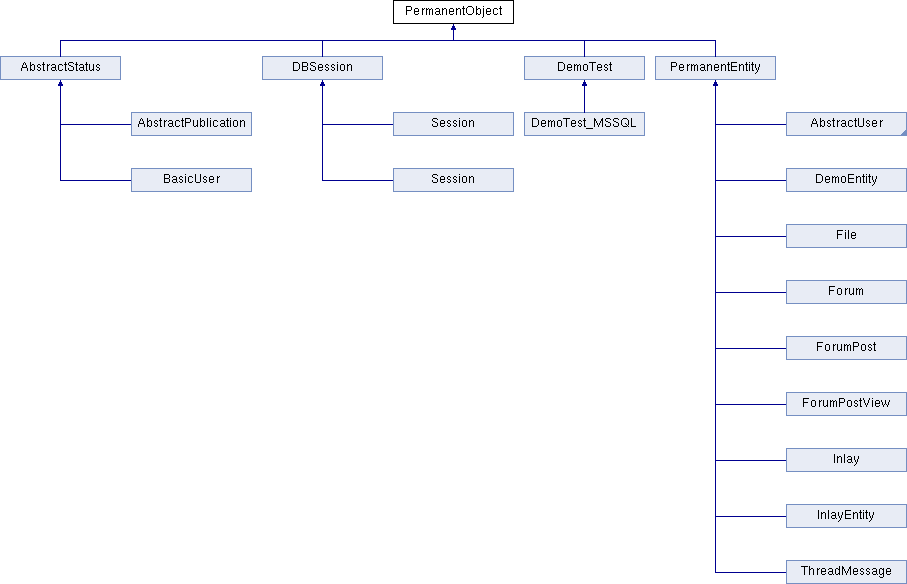 PermanentObject
AbstractStatus
DBSession
DemoTest
PermanentEntity
AbstractPublication
Session
DemoTest_MSSQL
AbstractUser
BasicUser
Session
DemoEntity
File
Forum
ForumPost
ForumPostView
Inlay
InlayEntity
ThreadMessage